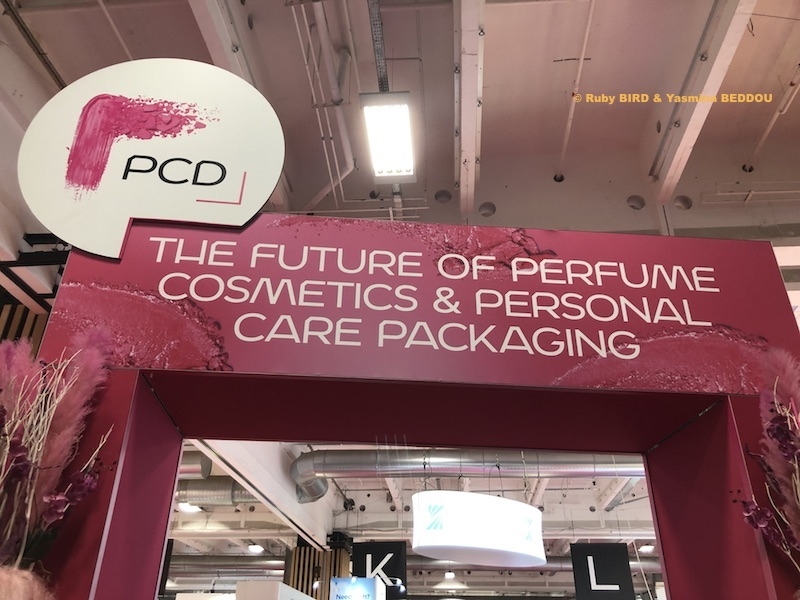 © Ruby BIRD & Yasmina BEDDOU
PCD
THE FUTURE OF PERFUME
COSMETICS & PERSONAL
CARE PACKAGING
K
L